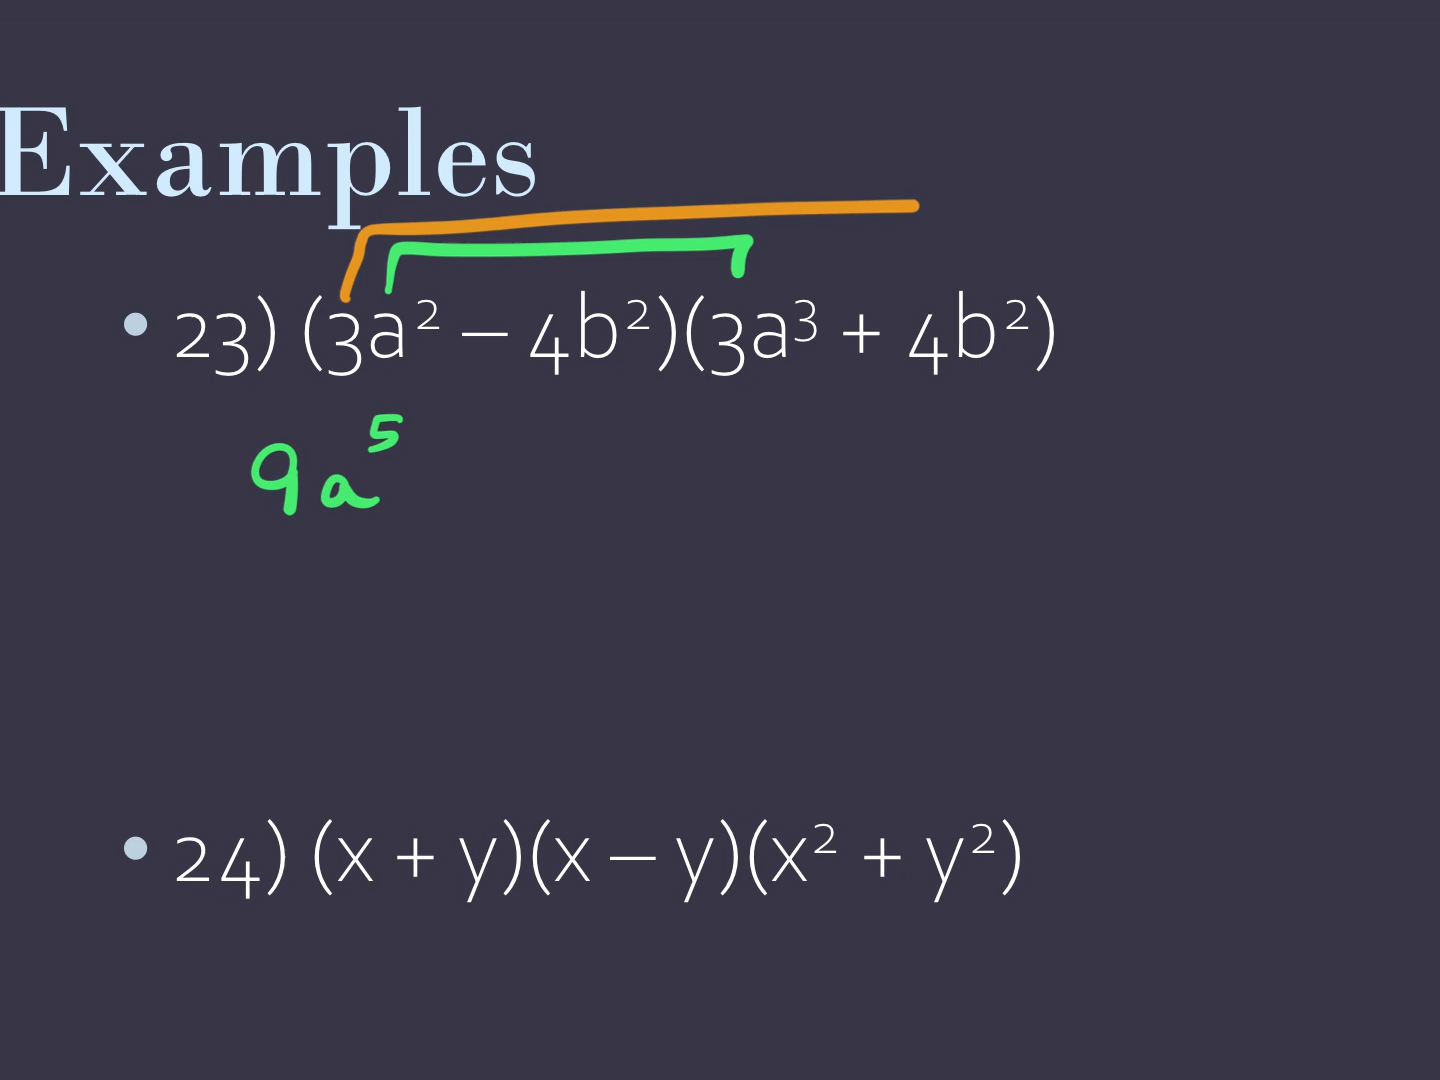 Examples
• 23) (3a² – 4b²)(3a³ + 4b²)
9a⁵
• 24) (x + y)(x – y)(x² + y²)